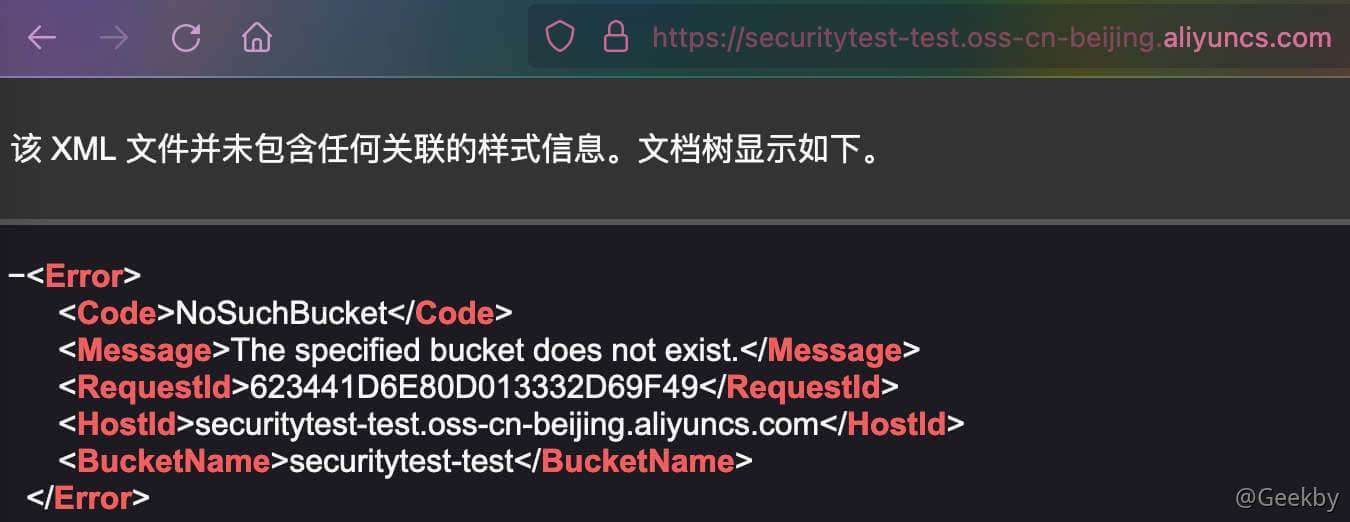 https://securitytest-test.oss-cn-beijing.aliyuncs.com
该 XML 文件并未包含任何关联的样式信息。文档树显示如下。
−<Error>
<Code>NoSuchBucket</Code>
<Message>The specified bucket does not exist.</Message>
<RequestId>623441D6E80D013332D69F49</RequestId>
<HostId>securitytest-test.oss-cn-beijing.aliyuncs.com</HostId>
<BucketName>securitytest-test</BucketName>
</Error>
@Geekby